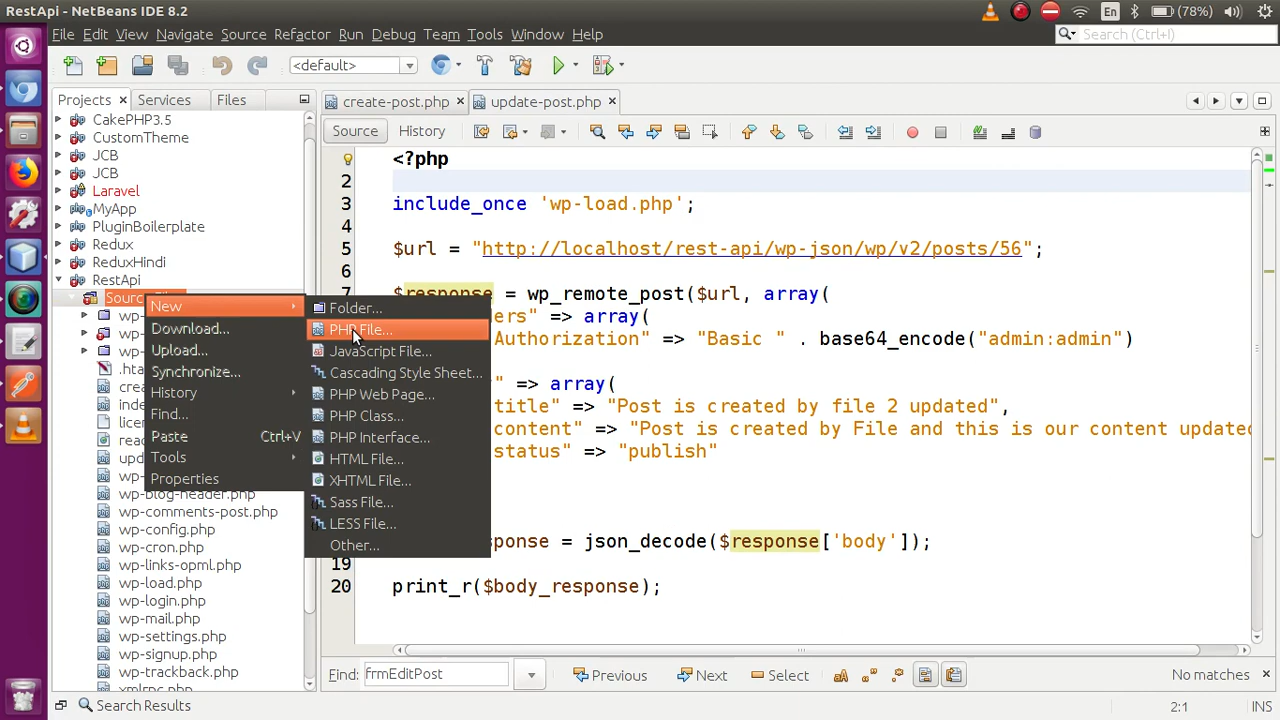 RestApi - NetBeans IDE 8.2
En
(78%)
File Edit View Navigate Source Refactor Run Debug Team Tools Window Help
Search (Ctrl+I)
<default>
Projects Services Files
create-post.php
update-post.php
Source History
CakePHP3.5
CustomTheme
JCB
JCB
Laravel
MyApp
PluginBoilerplate
Redux
ReduxHindi
RestApi
wp-blog-header.php
wp-comments-post.php
wp-config.php
wp-cron.php
wp-links-opml.php
wp-load.php
wp-login.php
wp-mail.php
wp-settings.php
wp-signup.php
wp-trackback.php
xmlrpc.php
New
Download...
Upload...
Synchronize...
History
Find...
Paste Ctrl+V
Tools
Properties
Folder...
PHP File...
JavaScript File...
Cascading Style Sheet...
PHP Web Page...
PHP Class...
PHP Interface...
HTML File...
XHTML File...
Sass File...
LESS File...
Other...
<?php
2
3 include_once 'wp-load.php';
4
5 $url = "http://localhost/rest-api/wp-json/wp/v2/posts/56";
6
7 $response = wp_remote_post($url, array(
=> array(
Authorization" => "Basic " . base64_encode("admin:admin")
" => array(
title" => "Post is created by file 2 updated",
content" => "Post is created by File and this is our content updated
status" => "publish"
= json_decode($response['body']);
19
20 print_r($body_response);
Find: frmEditPost Previous Next Select No matches
Search Results
2:1 INS